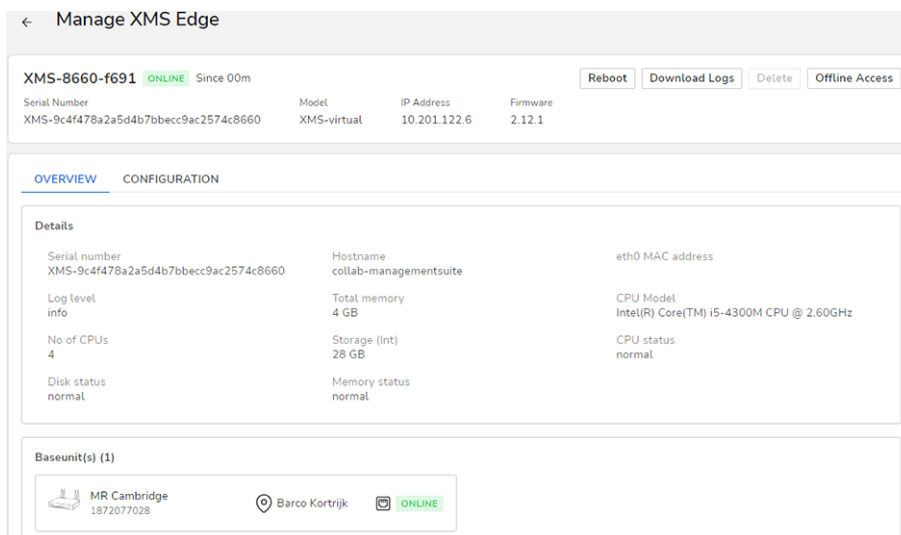 Manage XMS Edge
XMS-8660-f691 ONLINE Since 00m Reboot Download Logs Delete Offline Access
Serial Number Model IP Address Firmware
XMS-9c4f478a2a5d4b7bbecc9ac2574c8660 XMS-virtual 10.201.122.6 2.12.1
OVERVIEW CONFIGURATION
Details
Serial number Hostname eth0 MAC address
XMS-9c4f478a2a5d4b7bbecc9ac2574c8660 collab-managementsuite
Log level Total memory CPU Model
info 4 GB Intel(R) Core(TM) i5-4300M CPU @ 2.60GHz
No of CPUs Storage (Int) CPU status
4 28 GB normal
Disk status Memory status
normal normal
Baseunit(s) (1)
MR Cambridge Barco Kortrijk ONLINE
1872077028